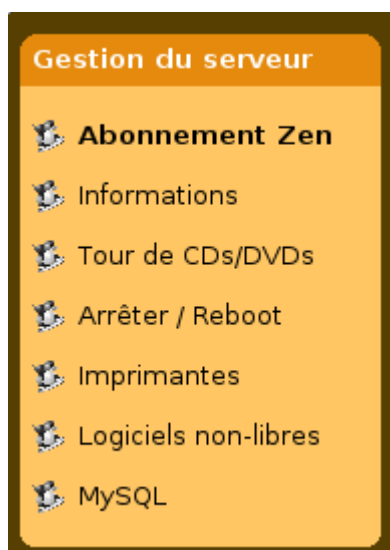 Gestion du serveur
Abonnement Zen
Informations
Tour de CDs/DVDs
Arrêter / Reboot
Imprimantes
Logiciels non-libres
MySQL